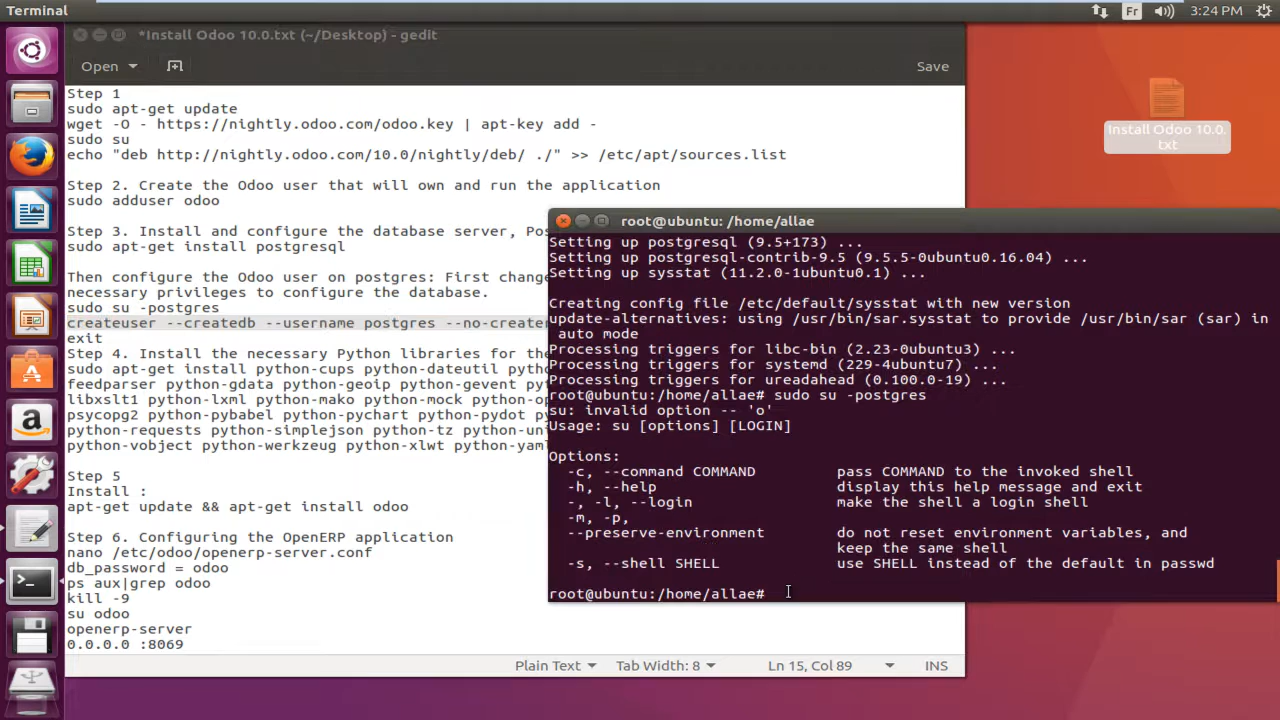 Terminal
Fr
3:24 PM
*Install Odoo 10.0.txt (~/Desktop) - gedit
Open
Save
Step 1
sudo apt-get update
wget -O - https://nightly.odoo.com/odoo.key | apt-key add -
sudo su
echo "deb http://nightly.odoo.com/10.0/nightly/deb/ ./" >> /etc/apt/sources.list
Step 2. Create the Odoo user that will own and run the application
sudo adduser odoo
Step 3. Install and configure the database server, Pos
sudo apt-get install postgresql
Then configure the Odoo user on postgres: First change
necessary privileges to configure the database.
sudo su -postgres
createuser --createdb --username postgres --no-creater
exit
Step 4. Install the necessary Python libraries for the
sudo apt-get install python-cups python-dateutil pytho
feedparser python-gdata python-geoip python-gevent pyt
libxslt1 python-lxml python-mako python-mock python-op
psycopg2 python-pybabel python-pychart python-pydot py
python-requests python-simplejson python-tz python-un
python-vobject python-werkzeug python-xlwt python-yaml
Step 5
Install :
apt-get update && apt-get install odoo
Step 6. Configuring the OpenERP application
nano /etc/odoo/openerp-server.conf
db_password = odoo
ps aux|grep odoo
kill -9
su odoo
openerp-server
0.0.0.0 :8069
Plain Text
Tab Width: 8
Ln 15, Col 89
INS
root@ubuntu: /home/allae
Setting up postgresql (9.5+173) ...
Setting up postgresql-contrib-9.5 (9.5.5-0ubuntu0.16.04) ...
Setting up sysstat (11.2.0-1ubuntu0.1) ...
Creating config file /etc/default/sysstat with new version
update-alternatives: using /usr/bin/sar.sysstat to provide /usr/bin/sar (sar) in
auto mode
Processing triggers for libc-bin (2.23-0ubuntu3) ...
Processing triggers for systemd (229-4ubuntu7) ...
Processing triggers for ureadahead (0.100.0-19) ...
root@ubuntu:/home/allae# sudo su -postgres
su: invalid option -- 'o'
Usage: su [options] [LOGIN]
Options:
-c, --command COMMAND pass COMMAND to the invoked shell
-h, --help display this help message and exit
-, -l, --login make the shell a login shell
-m, -p,
--preserve-environment do not reset environment variables, and
keep the same shell
-s, --shell SHELL use SHELL instead of the default in passwd
root@ubuntu:/home/allae#
Install Odoo 10.0.
txt